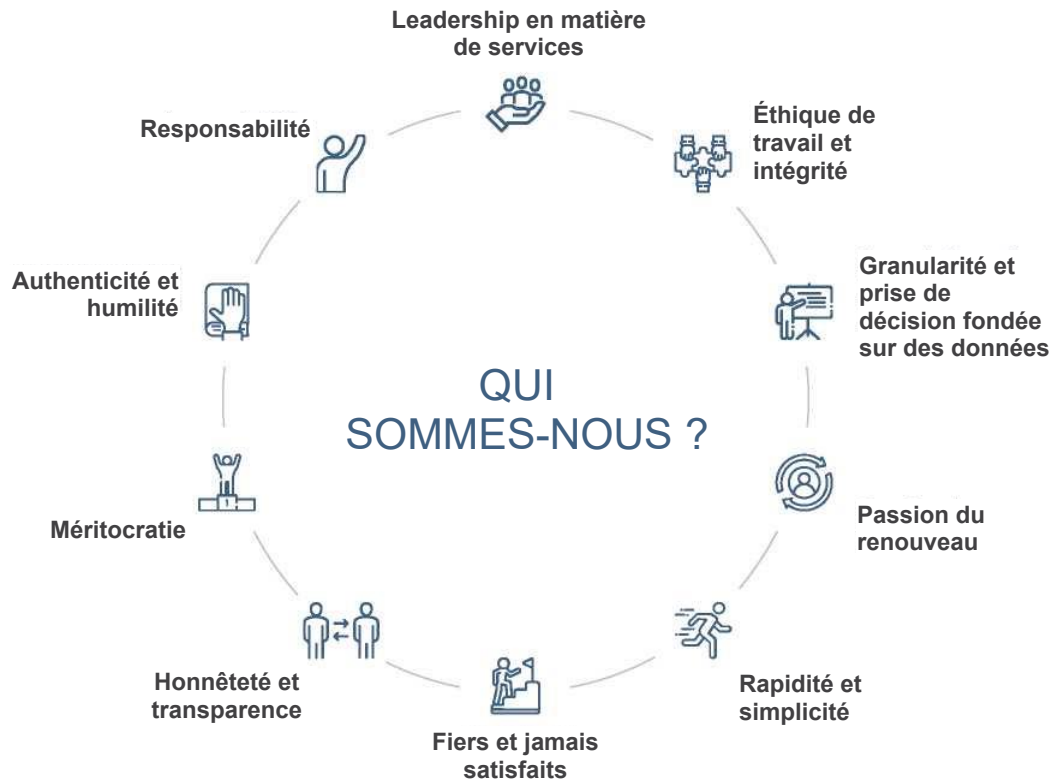 Leadership en matière
de services
Responsabilité
Éthique de
travail et
intégrité
Authenticité et
humilité
Granularité et
prise de
décision fondée
sur des données
QUI
SOMMES-NOUS ?
Méritocratie
Passion du
renouveau
Honnêteté et
transparence
Rapidité et
simplicité
Fiers et jamais
satisfaits
1